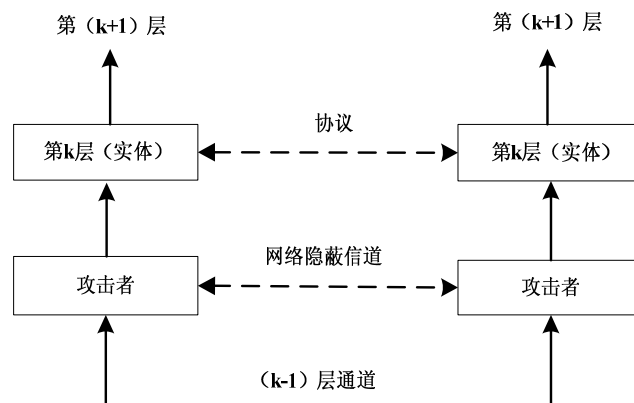 第（k+1）层
第（k+1）层
协议
第k层（实体）
第k层（实体）
网络隐蔽信道
攻击者
攻击者
（k-1）层通道